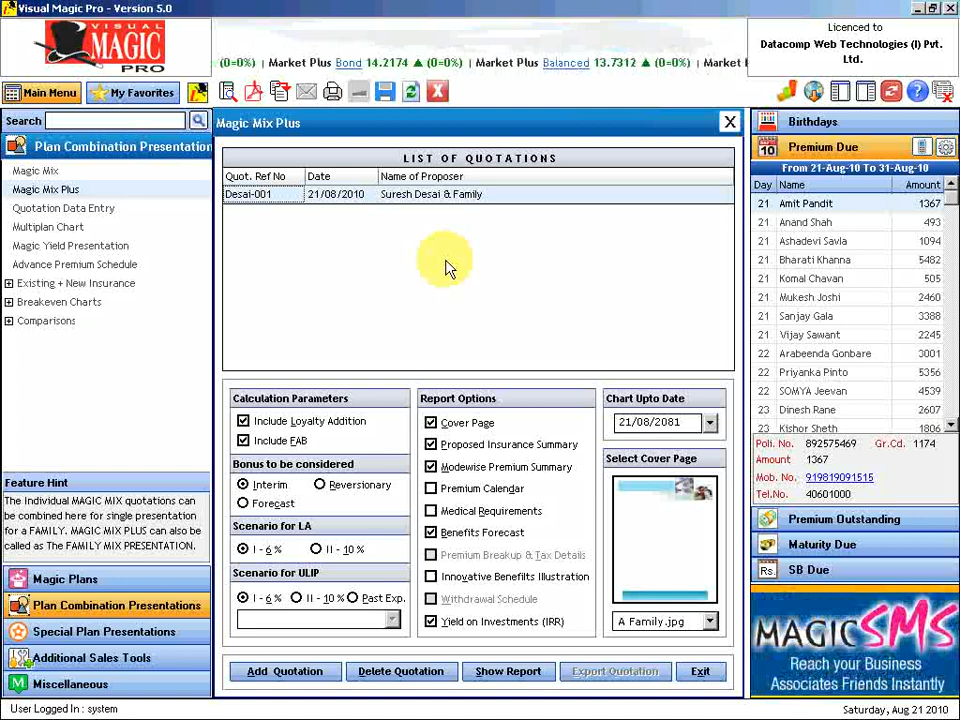 Visual Magic Pro - Version 5.0
VISUAL
MAGIC
PRO
(0=0%) | Market Plus Bond 14.2174 ▲ (0=0%) | Market Plus Balanced 13.7312 ▲ (0=0%) | Market
Licenced to
Datacomp Web Technologies (I) Pvt.
Ltd.
Main Menu
My Favorites
Search
Magic Mix Plus
X
Plan Combination Presentation
Magic Mix
Magic Mix Plus
Quotation Data Entry
Multiplan Chart
Magic Yield Presentation
Advance Premium Schedule
Existing + New Insurance
Breakeven Charts
Comparisons
Feature Hint
The Individual MAGIC MIX quotations can
be combined here for single presentation
for a FAMILY. MAGIC MIX PLUS can also be
called as The FAMILY MIX PRESENTATION.
Magic Plans
Plan Combination Presentations
Special Plan Presentations
Additional Sales Tools
Miscellaneous
LIST OF QUOTATIONS
Quot. Ref No Date Name of Proposer
Desai-001 21/08/2010 Suresh Desai & Family
Calculation Parameters
Include Loyalty Addition
Include FAB
Bonus to be considered
Interim Reversionary
Forecast
Scenario for LA
I - 6 % II - 10 %
Scenario for ULIP
I - 6 % II - 10 % Past Exp.
Report Options
Cover Page
Proposed Insurance Summary
Modewise Premium Summary
Premium Calendar
Medical Requirements
Benefits Forecast
Premium Breakup & Tax Details
Innovative Benefiits Illustration
Withdrawal Schedule
Yield on Investments (IRR)
Chart Upto Date
21/08/2081
Select Cover Page
A Family.jpg
Add Quotation Delete Quotation Show Report Export Quotation Exit
Birthdays
10 Premium Due
From 21-Aug-10 To 31-Aug-10
Day Name Amount
21 Amit Pandit 1367
21 Anand Shah 493
21 Ashadevi Savla 1094
21 Bharati Khanna 5482
21 Komal Chavan 505
21 Mukesh Joshi 2460
21 Sanjay Gala 3388
21 Vijay Sawant 2245
22 Arabeenda Gonbare 3001
22 Priyanka Pinto 5356
22 SOMYA Jeevan 4539
23 Dinesh Rane 2607
23 Kishor Sheth 1806
Poli. No. 892575469 Gr.Cd. 1174
Amount 1367
Mob. No. 919819091515
Tel.No. 40601000
Premium Outstanding
Maturity Due
Rs. SB Due
MAGIC SMS
Reach your Business
Associates Friends Instantly
User Logged In : system
Saturday, Aug 21 2010